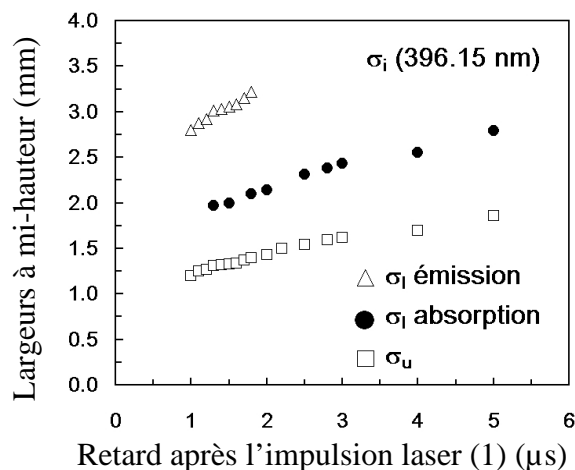 4.0
3.5
3.0
2.5
2.0
1.5
1.0
0.5
0.0
Largeurs à mi-hauteur (mm)
σi (396.15 nm)
σl émission
σl absorption
σu
0 1 2 3 4 5 6
Retard après l’impulsion laser (1) (µs)